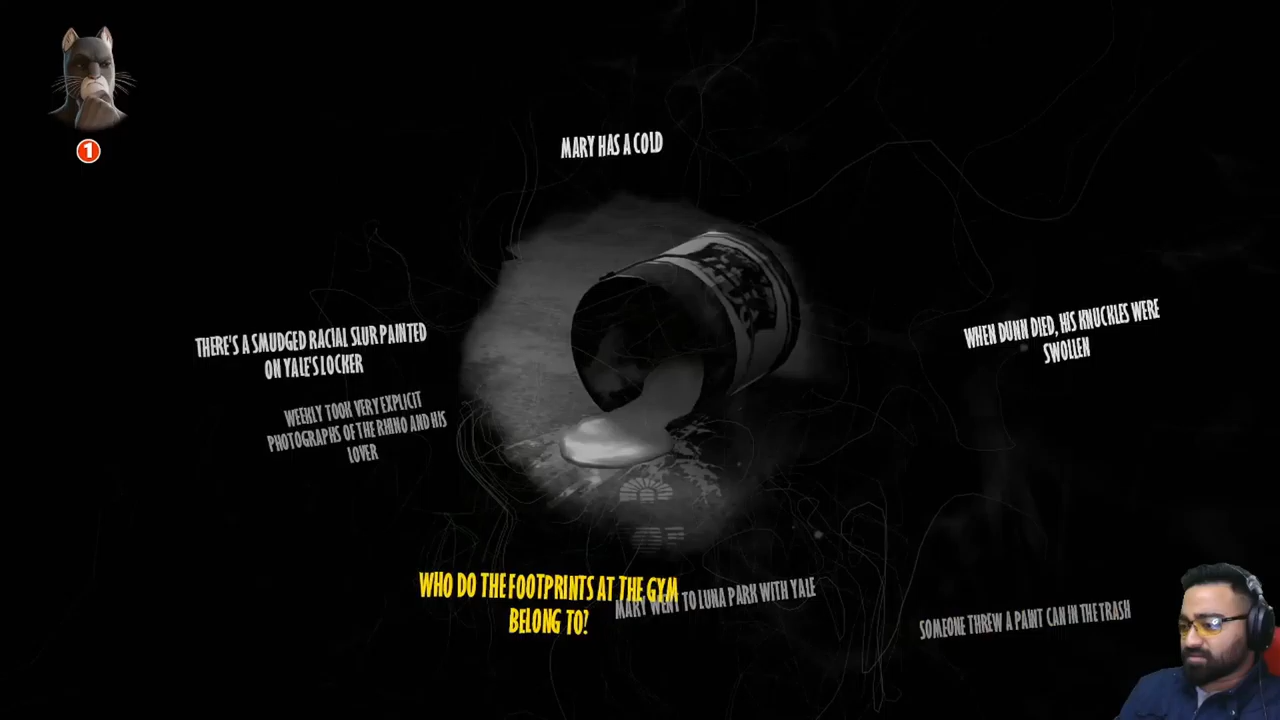 1
MARY HAS A COLD
WHEN DUNN DIED, HIS KNUCKLES WERE
SWOLLEN
THERE'S A SMUDGED RACIAL SLUR PAINTED
ON YALE'S LOCKER
WEEKLY TOOK VERY EXPLICIT
PHOTOGRAPHS OF THE RHINO AND HIS
LOVER
WHO DO THE FOOTPRINTS AT THE GYM
BELONG TO?
MARY WENT TO LUNA PARK WITH YALE
SOMEONE THREW A PAINT CAN IN THE TRASH